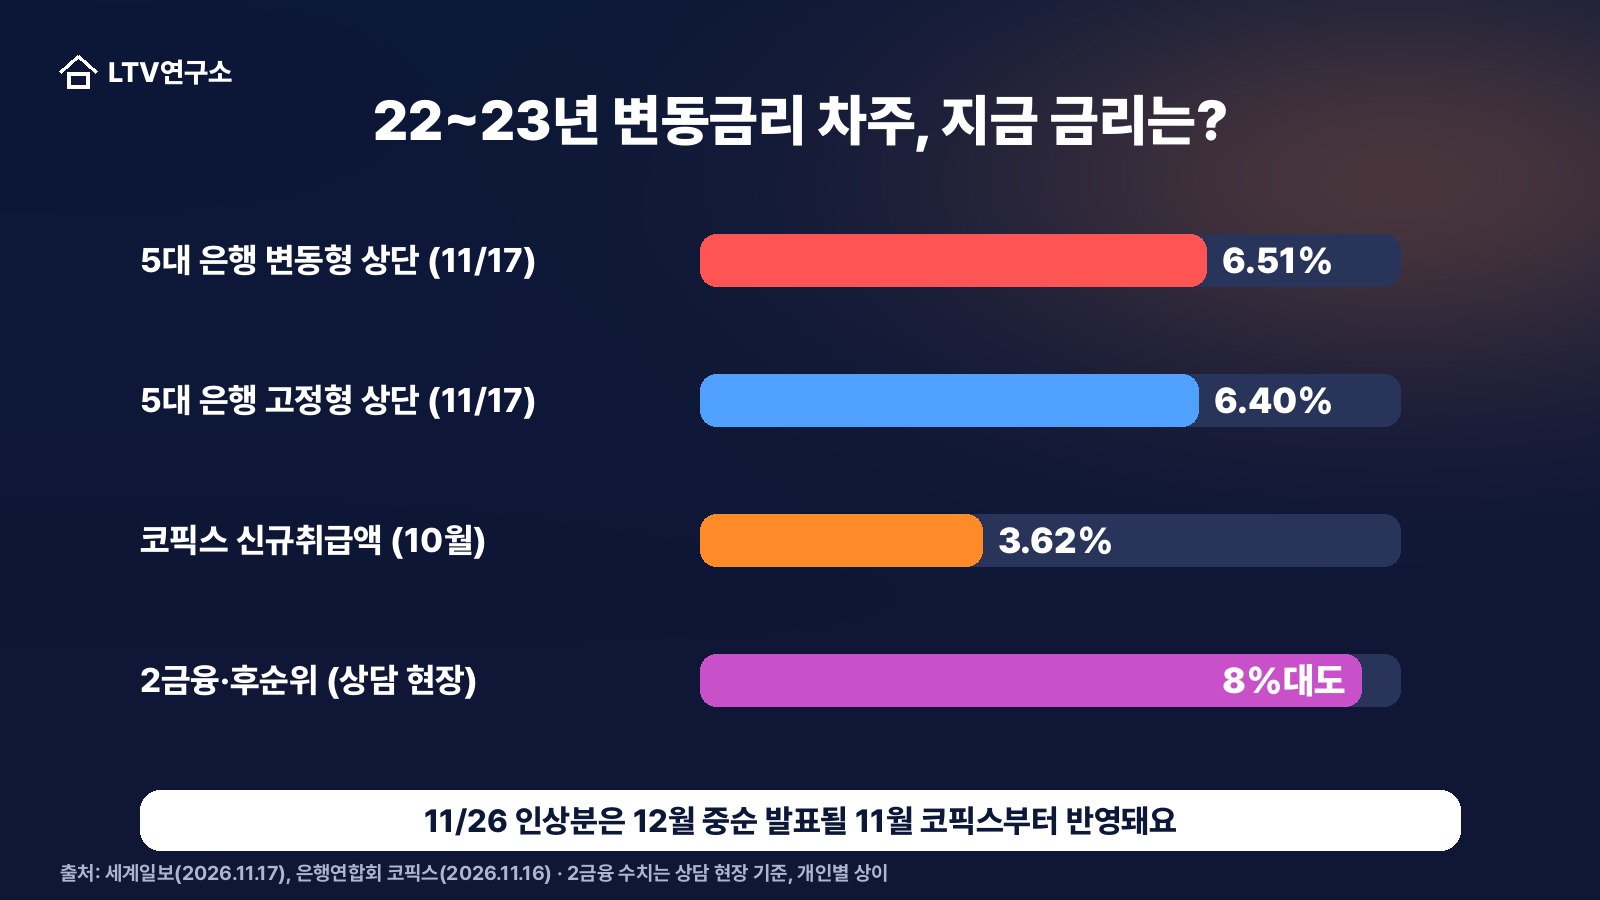 LTV연구소
22~23년 변동금리 차주, 지금 금리는?
5대 은행 변동형 상단 (11/17)
6.51%
5대 은행 고정형 상단 (11/17)
6.40%
코픽스 신규취급액 (10월)
3.62%
2금융·후순위 (상담 현장)
8%대도
11/26 인상분은 12월 중순 발표될 11월 코픽스부터 반영돼요
출처: 세계일보(2026.11.17), 은행연합회 코픽스(2026.11.16) · 2금융 수치는 상담 현장 기준, 개인별 상이